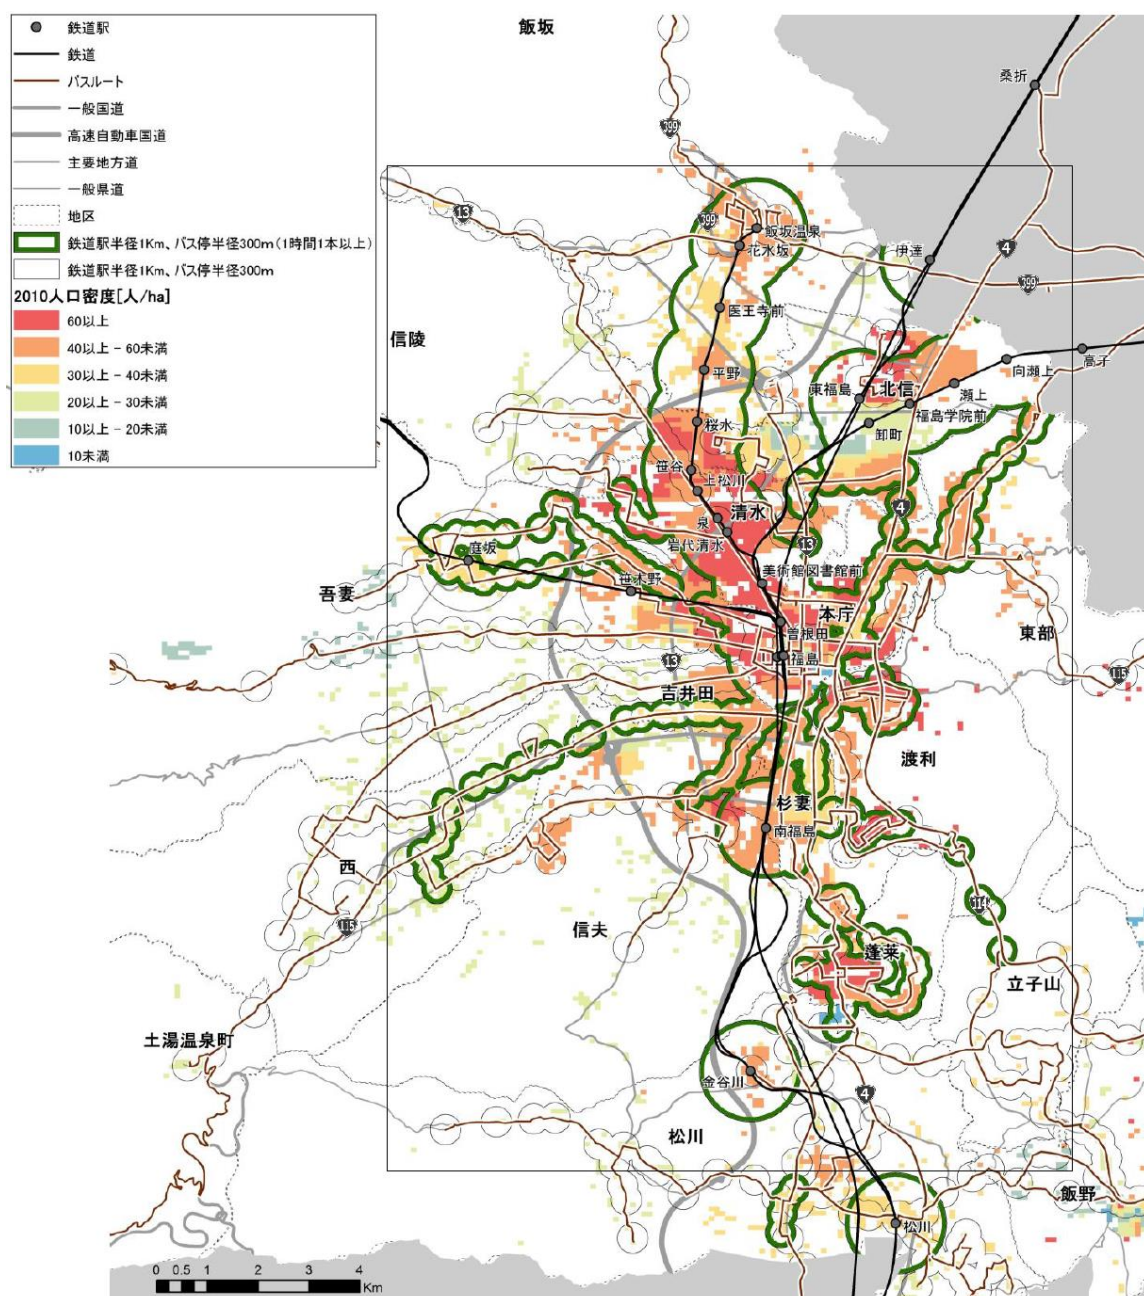 鉄道駅
鉄道
バスルート
一般国道
高速自動車国道
主要地方道
一般県道
地区
鉄道駅半径1Km、バス停半径300m(1時間1本以上)
鉄道駅半径1Km、バス停半径300m
2010人口密度[人/ha]
60以上
40以上 - 60未満
30以上 - 40未満
20以上 - 30未満
10以上 - 20未満
10未満
飯坂
桑折
399
13
399
飯坂温泉
花水坂
伊達
4
399
医王寺前
信陵
平野
東福島
北信
向瀬上
高子
瀬上
福島学院前
卸町
桜水
笹谷
上松川
泉
清水
岩代清水
4
13
庭坂
美術館図書館前
笹木野
吾妻
本庁
曽根田
東部
福島
13
115
吉井田
渡利
杉妻
南福島
西
115
信夫
114
蓬莱
立子山
土湯温泉町
金谷川
4
松川
飯野
松川
0 0.5 1 2 3 4
Km